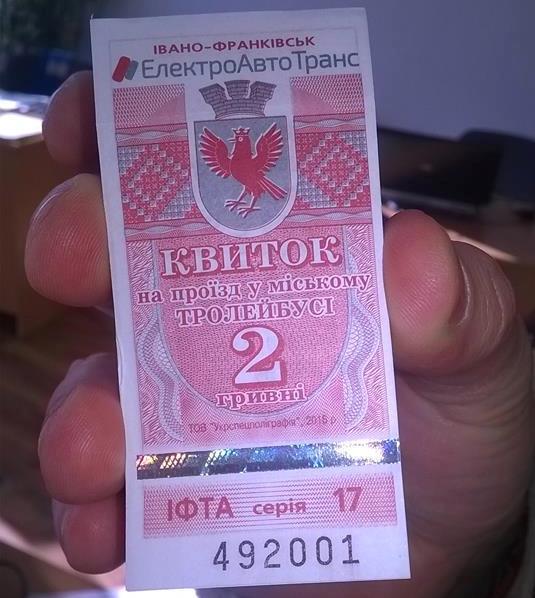 ІВАНО-ФРАНКІВСЬК
ЕлектроАвтоТранс
КВИТОК
на проїзд у міському
ТРОЛЕЙБУСІ
2
гривні
ТОВ "Укрспецполіграфія", 2015 р
ІФТА серія 17
492001